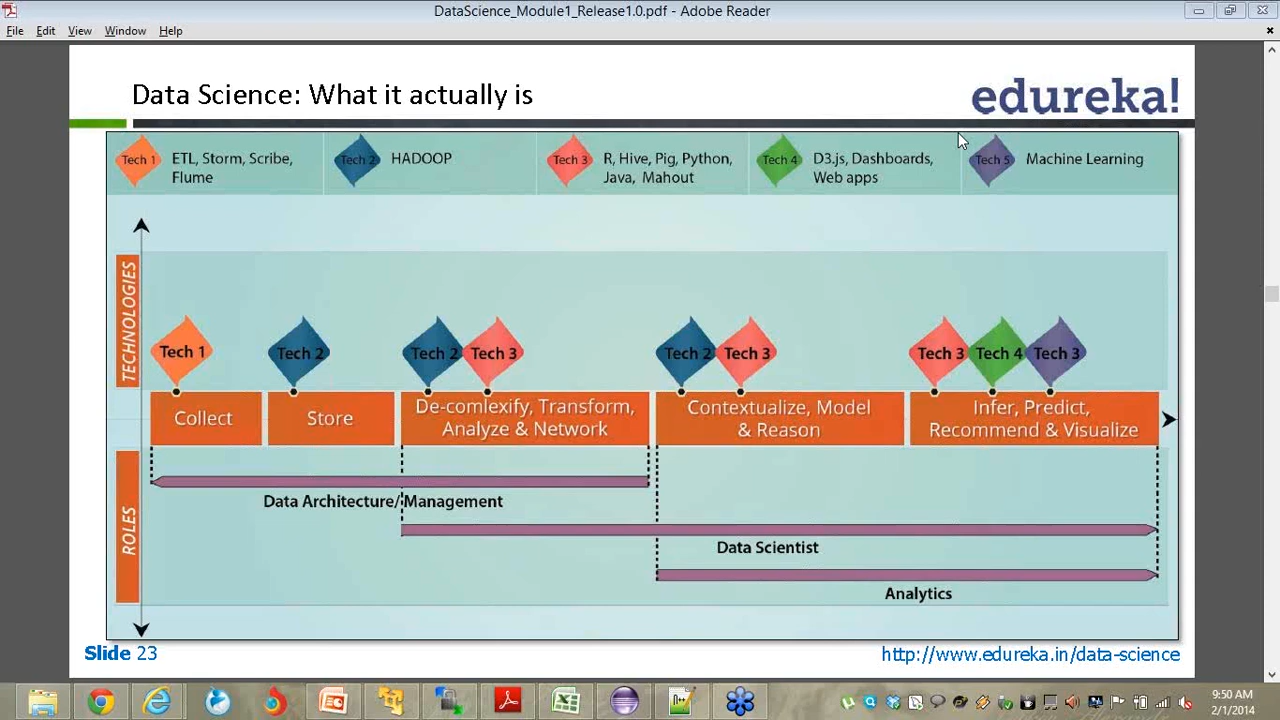 DataScience_Module1_Release1.0.pdf - Adobe Reader
File Edit View Window Help
Data Science: What it actually is
edureka!
Tech 1
ETL, Storm, Scribe,
Flume
Tech 2
HADOOP
Tech 3
R, Hive, Pig, Python,
Java, Mahout
Tech 4
D3.js, Dashboards,
Web apps
Tech 5
Machine Learning
TECHNOLOGIES
Tech 1
Tech 2
Tech 2
Tech 3
Tech 2
Tech 3
Tech 3
Tech 4
Tech 3
Collect
Store
De-comlexify, Transform,
Analyze & Network
Contextualize, Model
& Reason
Infer, Predict,
Recommend & Visualize
ROLES
Data Architecture/Management
Data Scientist
Analytics
Slide 23
http://www.edureka.in/data-science
9:50 AM
2/1/2014